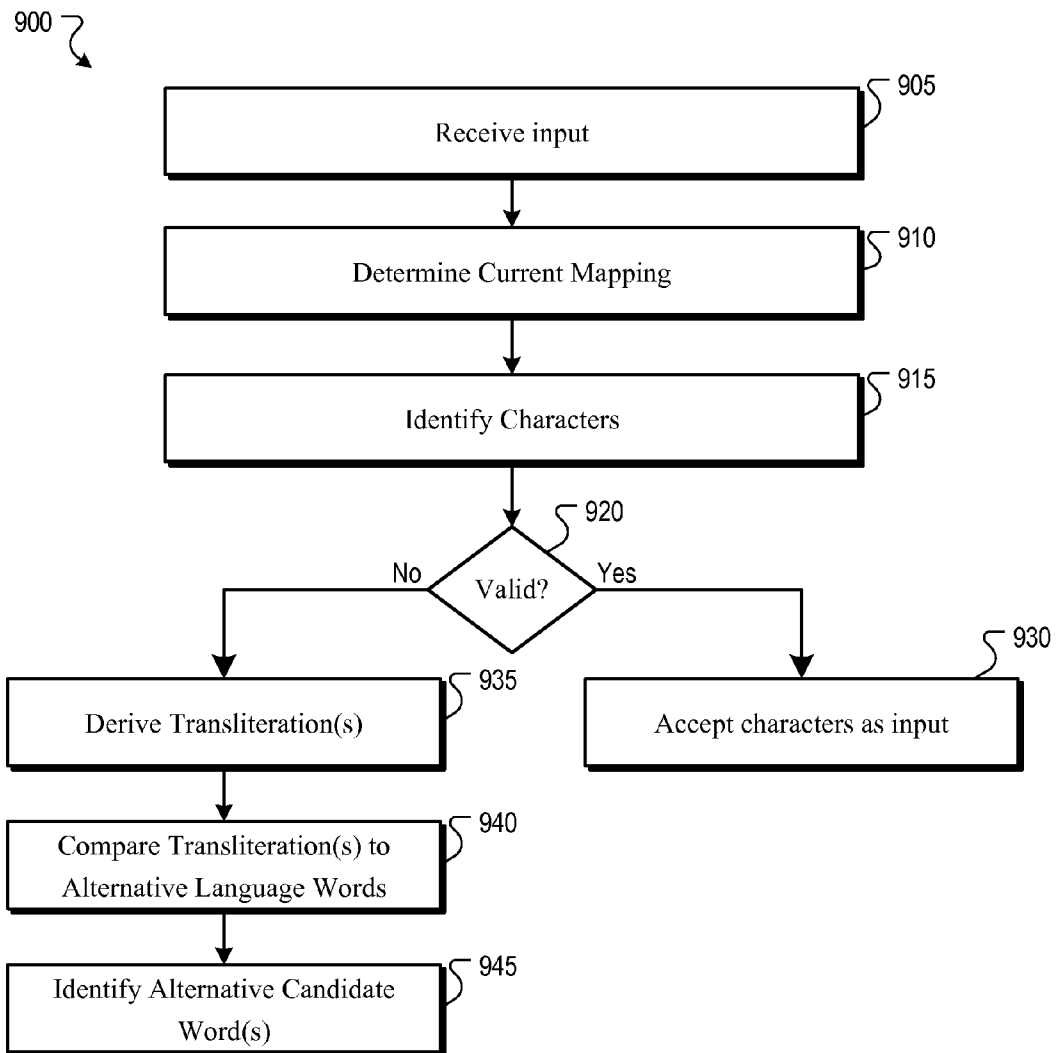 900
905
Receive input
910
Determine Current Mapping
915
Identify Characters
920
No
Valid?
Yes
935
Derive Transliteration(s)
930
Accept characters as input
940
Compare Transliteration(s) to
Alternative Language Words
945
Identify Alternative Candidate
Word(s)